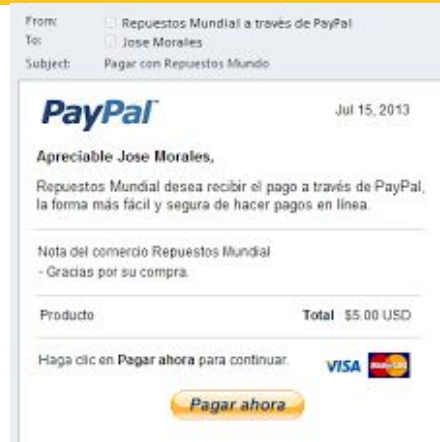 From: Repuestos Mundial a través de PayPal
To: Jose Morales
Subject: Pagar con Repuestos Mundo
PayPal
Jul 15, 2013
Apreciable Jose Morales,
Repuestos Mundial desea recibir el pago a través de PayPal,
la forma más fácil y segura de hacer pagos en línea.
Nota del comercio Repuestos Mundial
- Gracias por su compra.
Producto Total $5.00 USD
Haga clic en Pagar ahora para continuar.
VISA MasterCard
Pagar ahora